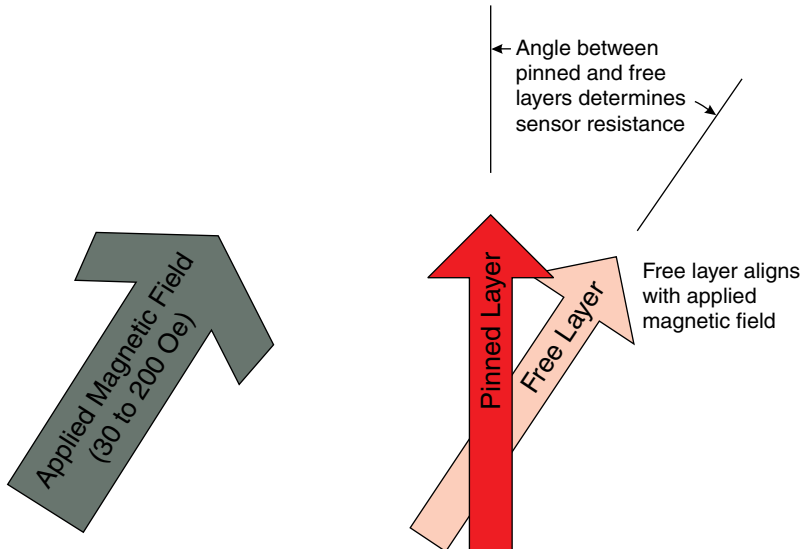 Angle between
pinned and free
layers determines
sensor resistance
Applied Magnetic Field
(30 to 200 Oe)
Pinned Layer
Free Layer
Free layer aligns
with applied
magnetic field